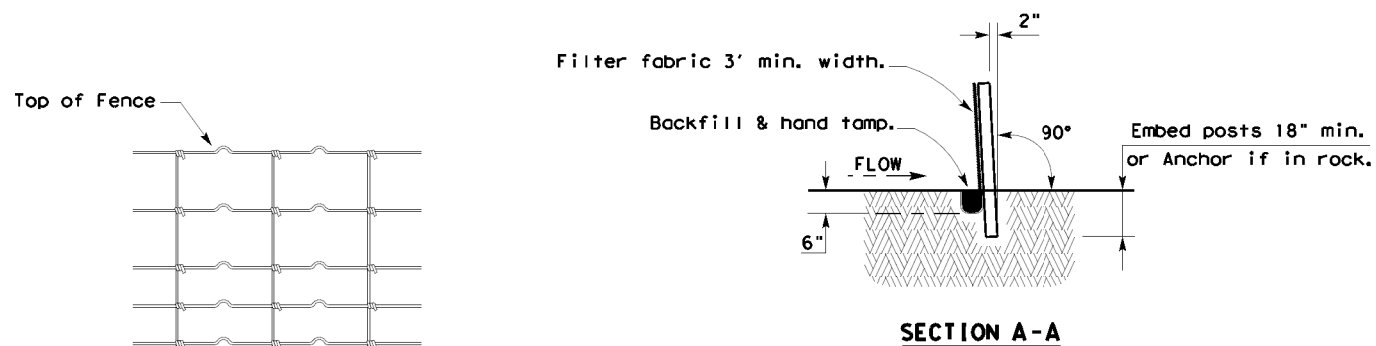 Top of Fence
2"
Filter fabric 3' min. width.
Backfill & hand tamp.
90°
Embed posts 18" min.
or Anchor if in rock.
FLOW
6"
SECTION A-A